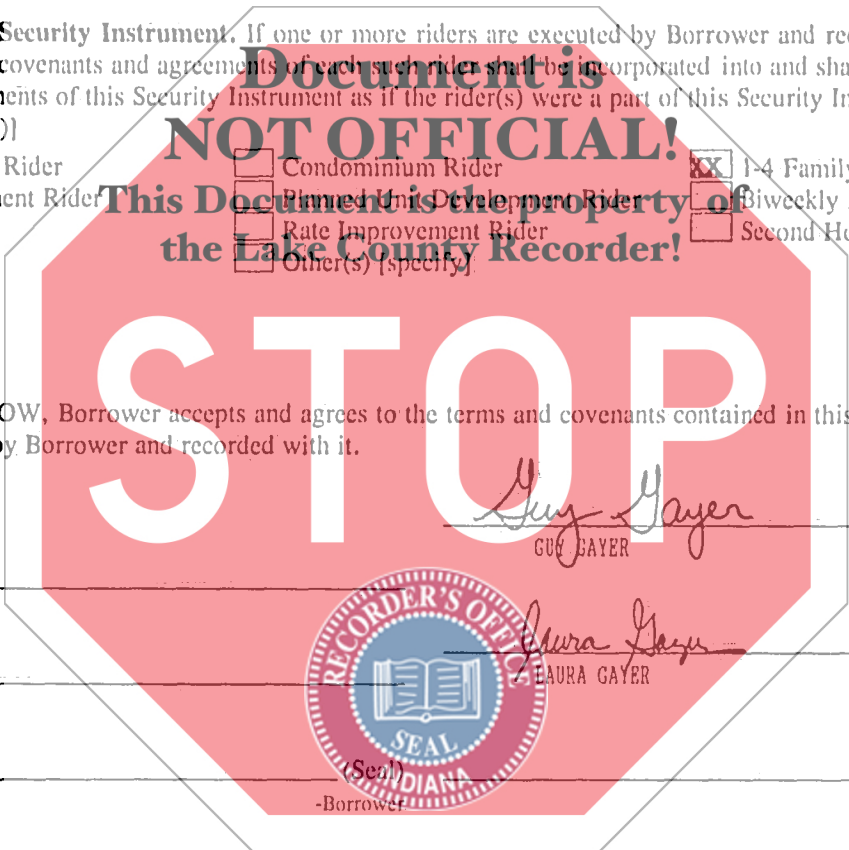 Security Instrument. If one or more riders are executed by Borrower and
covenants and agreements of each such rider shall be incorporated into and
of this Security Instrument as if the rider(s) were a part of this Security
)]
Document is
NOT OFFICIAL!
This Document is the property of
the Lake County Recorder!
Rider
Condominium Rider
XX 1-4 Family
Rider
Planned Unit Development Rider
Biweekly
Rate Improvement Rider
Second
Other(s) [specify]
STOP
OW, Borrower accepts and agrees to the terms and covenants contained in this
by Borrower and recorded with it.
Guy Gayer
GUY GAYER
Laura Gayer
LAURA GAYER
RECORDER'S OFFICE
SEAL
INDIANA
(Seal)
-Borrower